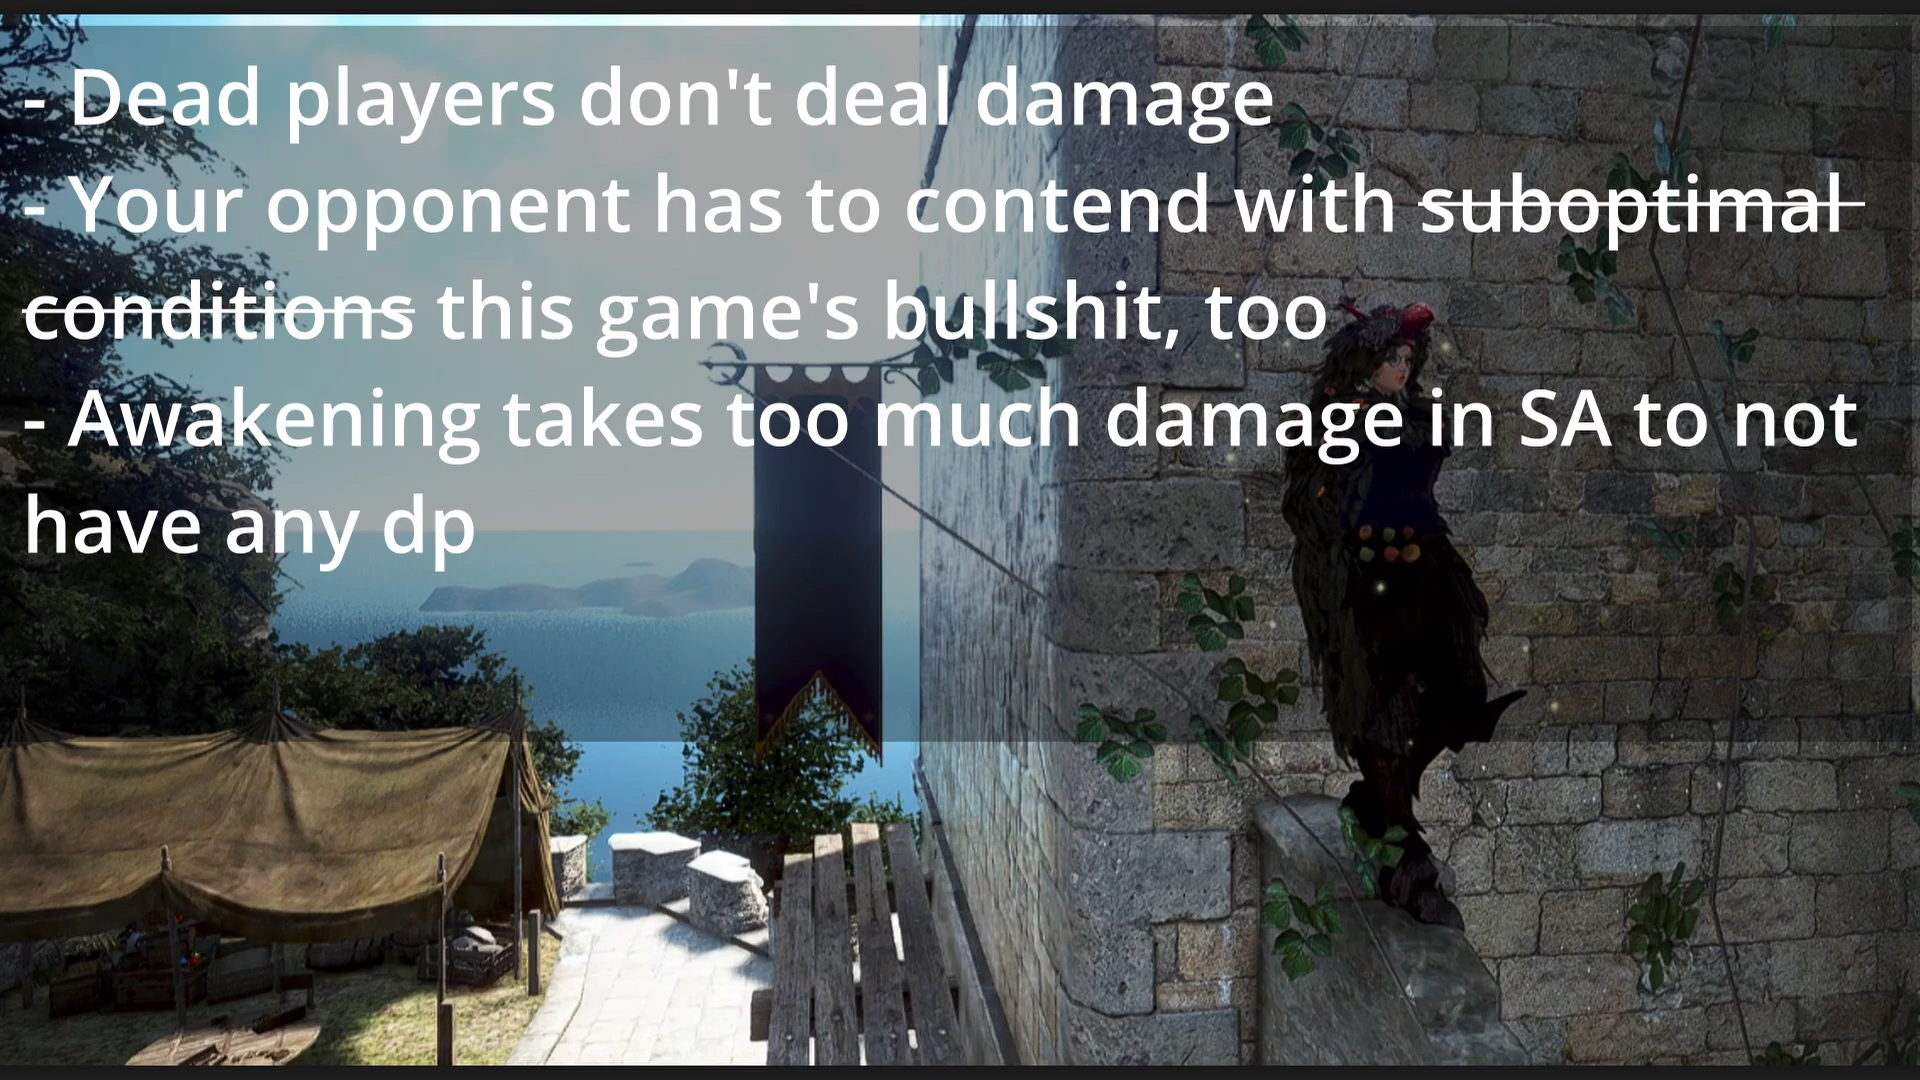 - Dead players don't deal damage
- Your opponent has to contend with suboptimal
conditions this game's bullshit, too
- Awakening takes too much damage in SA to not
have any dp